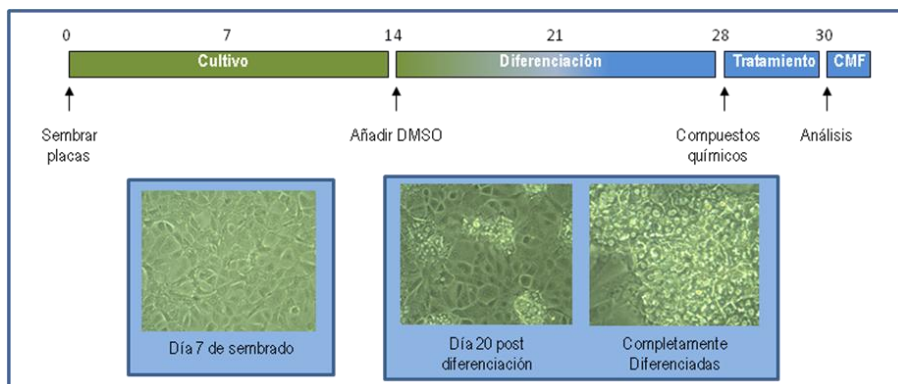 0 7 14 21 28 30
Cultivo Diferenciación Tratamiento CMF
Sembrar
placas
Añadir DMSO
Compuestos
químicos
Análisis
Día 7 de sembrado
Día 20 post
diferenciación
Completamente
Diferenciadas